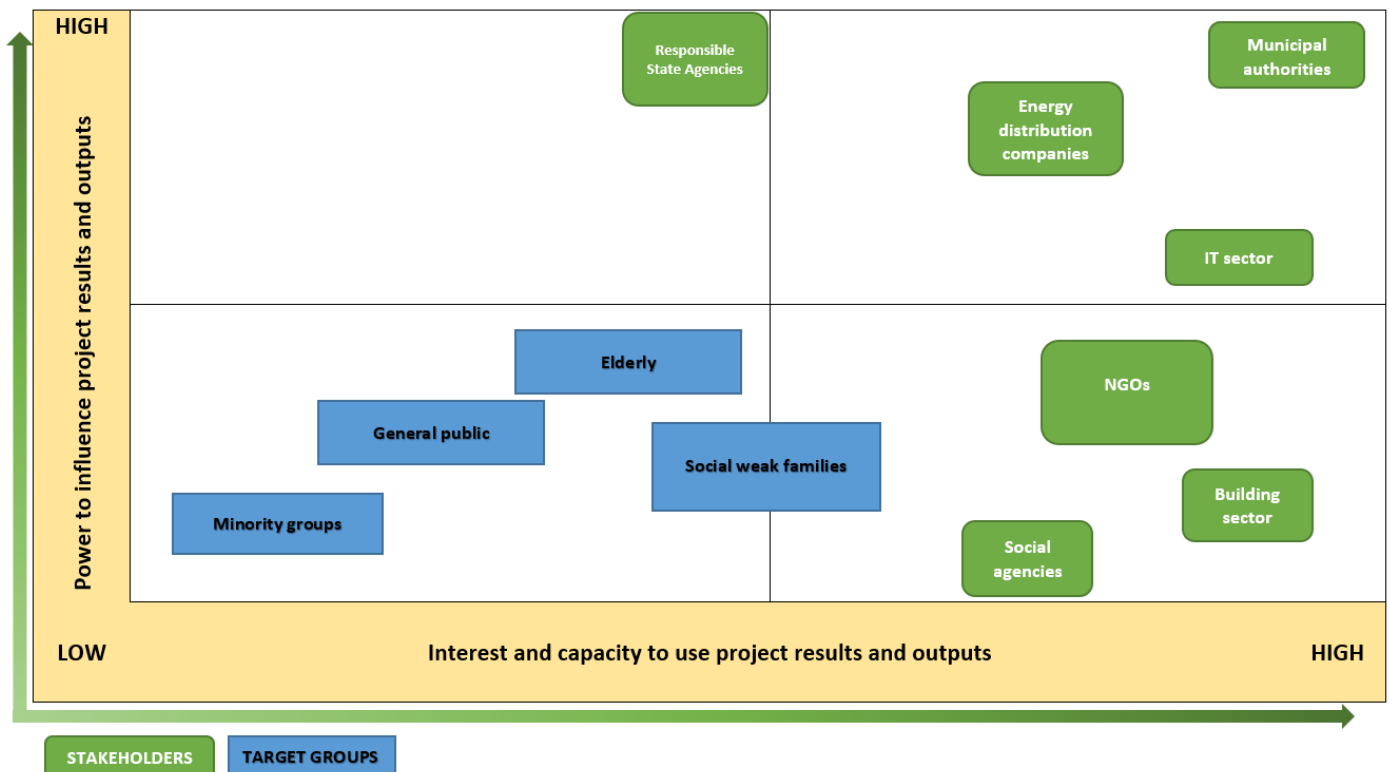 HIGH
Power to influence project results and outputs
Responsible
State Agencies
Municipal
authorities
Energy
distribution
companies
IT sector
Elderly
General public
Social weak families
Minority groups
NGOs
Building
sector
Social
agencies
LOW
Interest and capacity to use project results and outputs
HIGH
STAKEHOLDERS
TARGET GROUPS